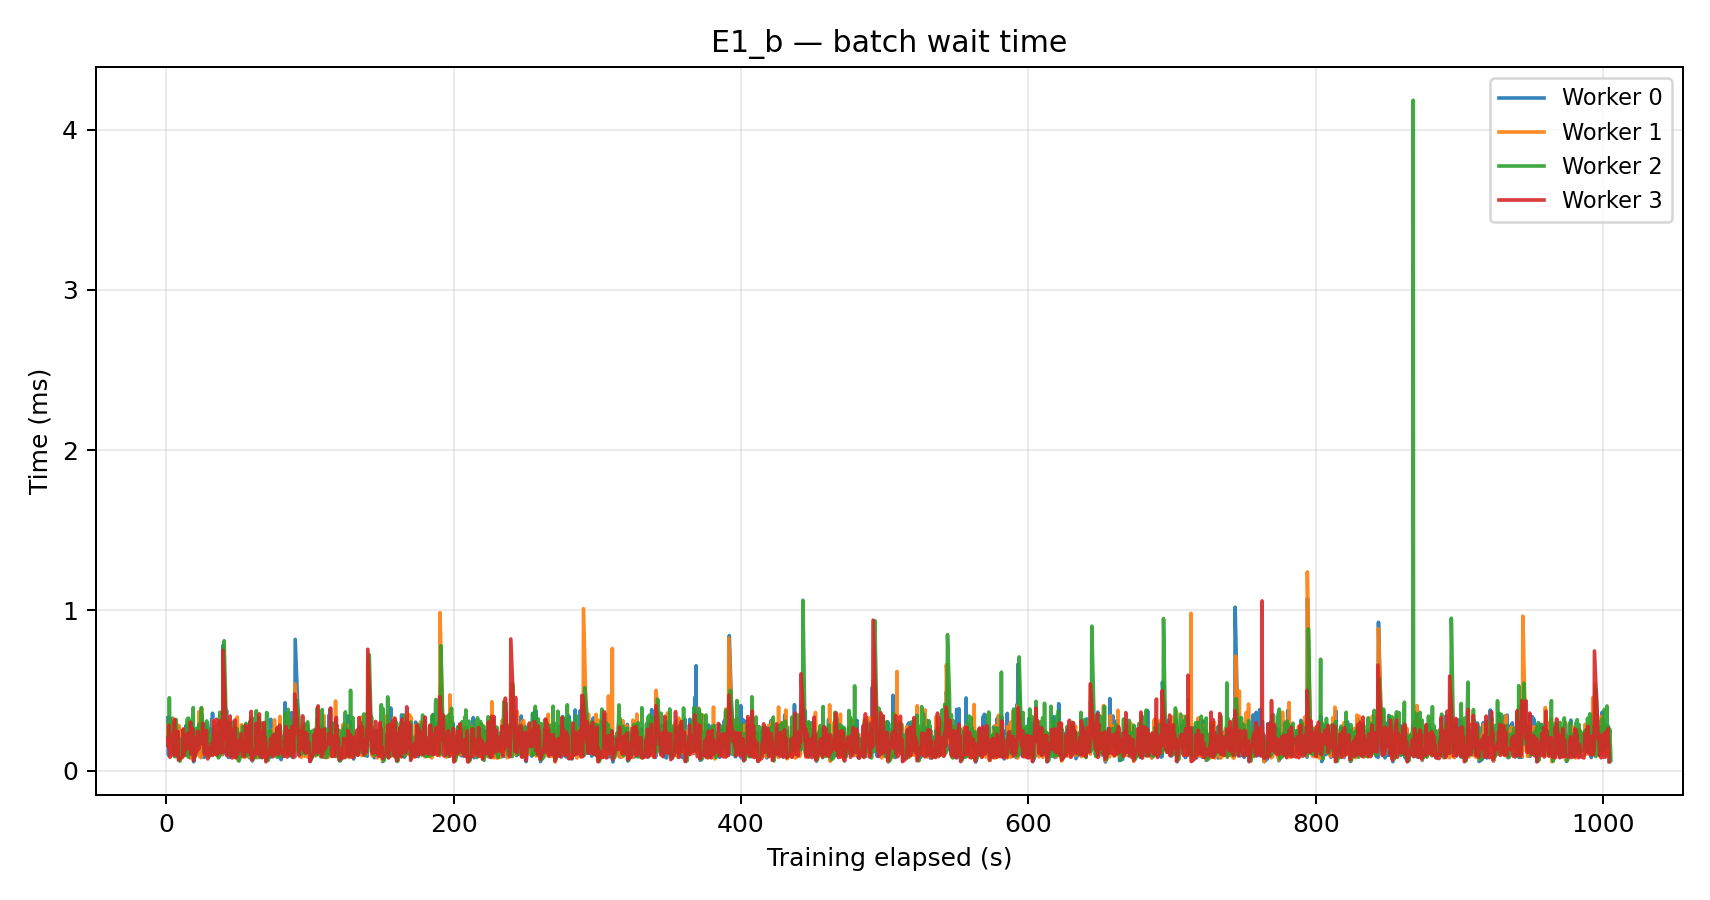 E1_b — batch wait time
Worker 0
Worker 1
Worker 2
Worker 3
4
3
2
1
0
Time (ms)
0 200 400 600 800 1000
Training elapsed (s)